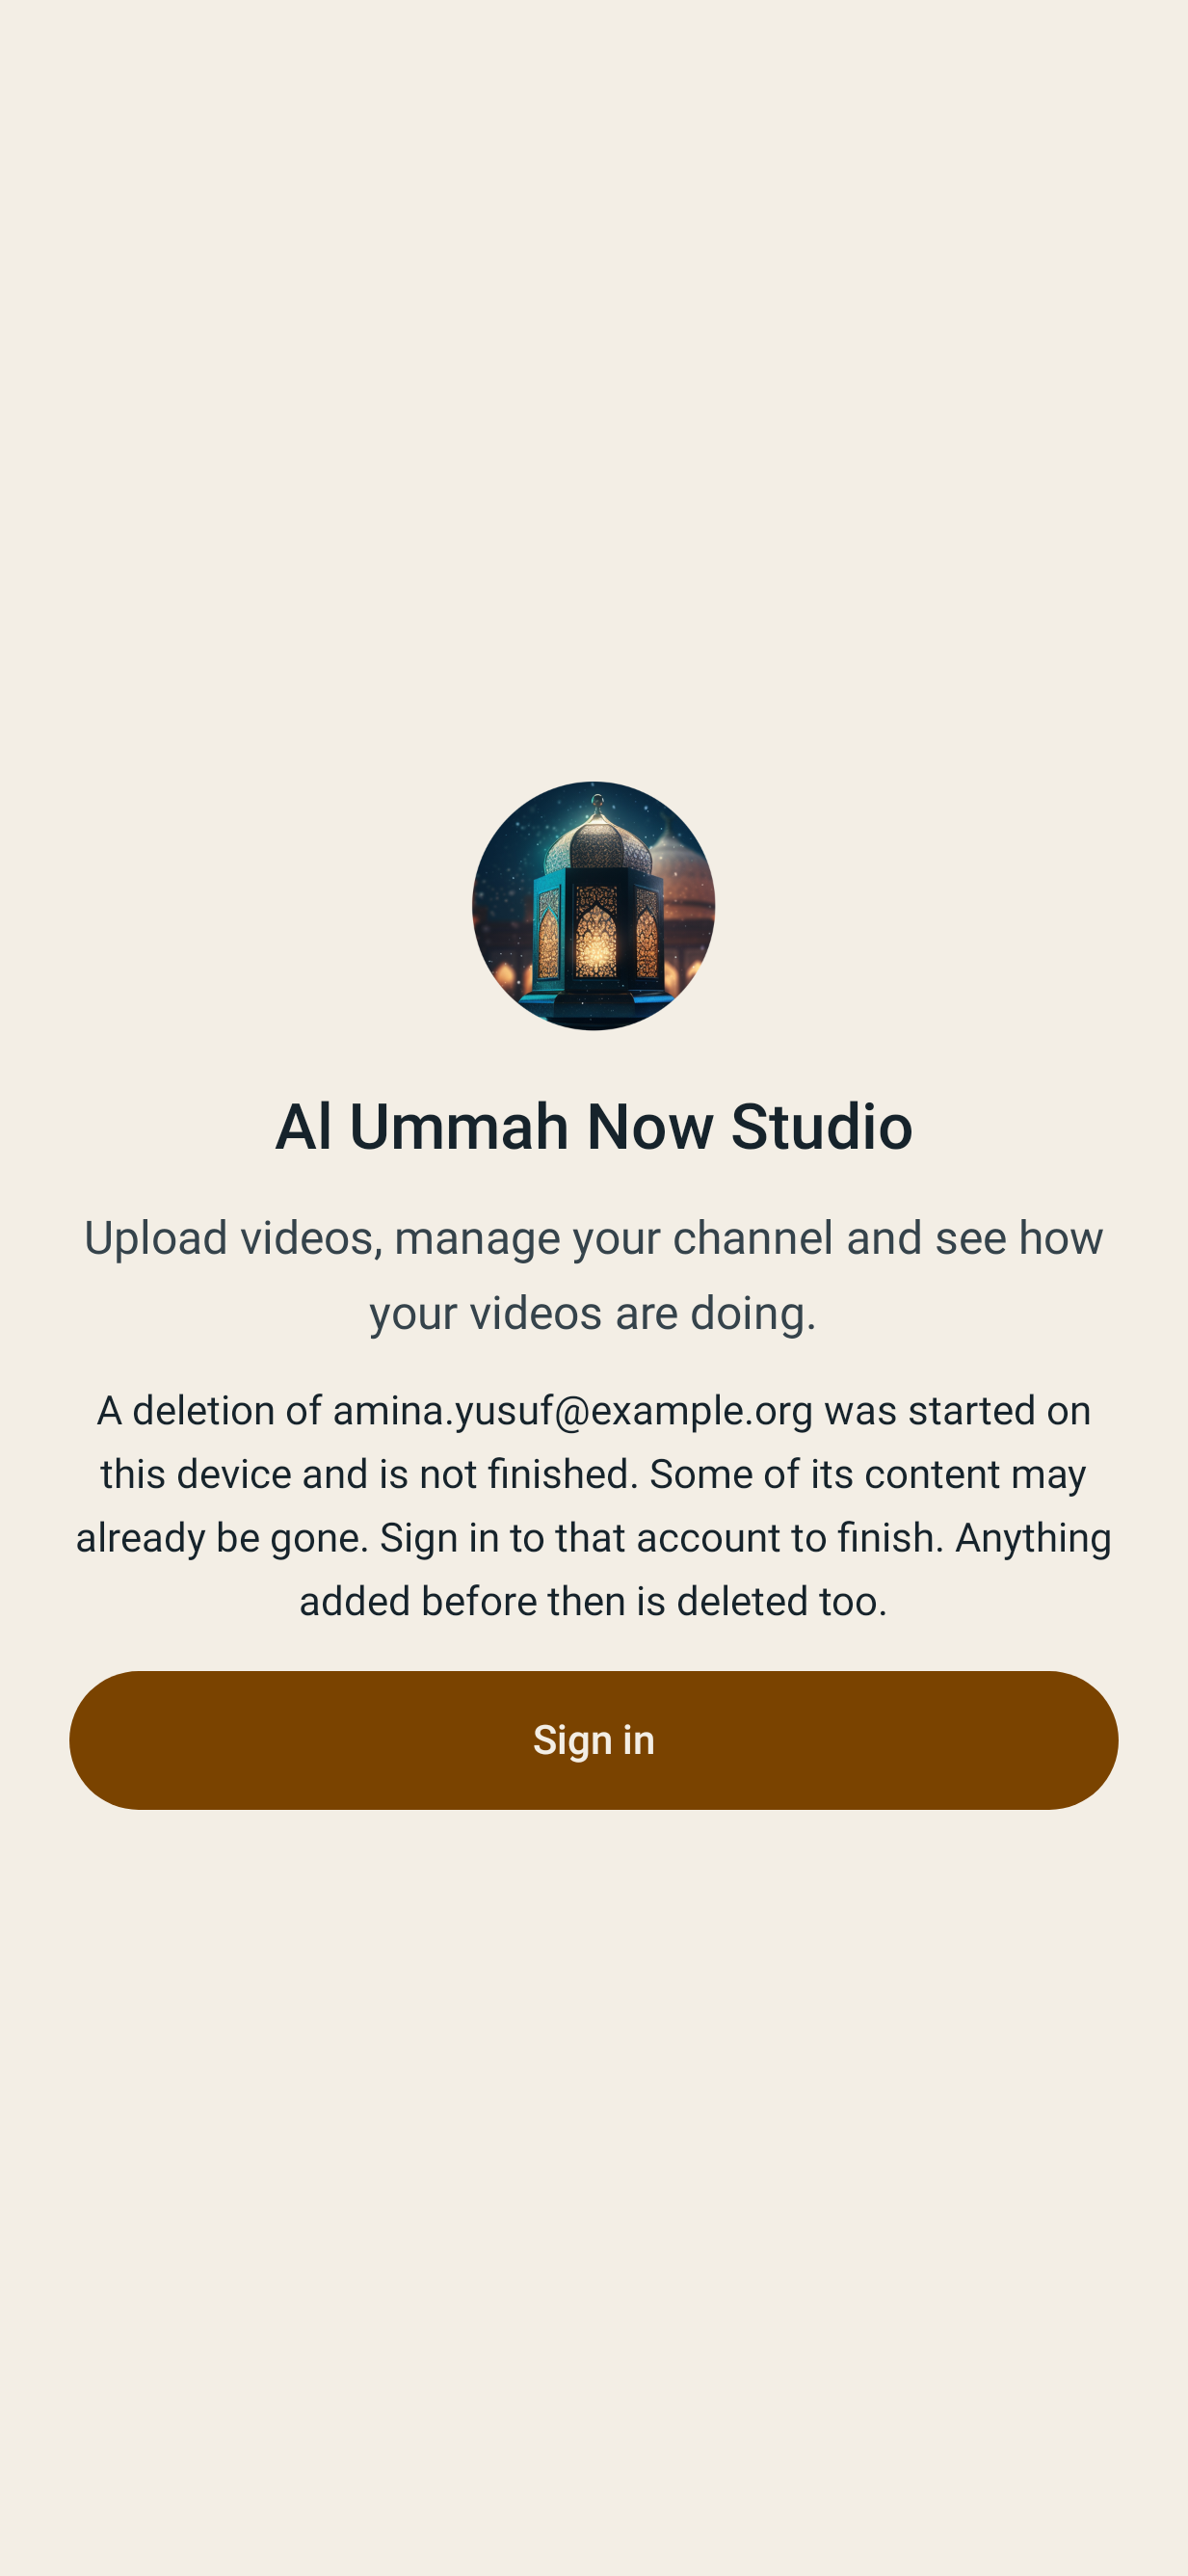 Al Ummah Now Studio
Upload videos, manage your channel and see how
your videos are doing.
A deletion of amina.yusuf@example.org was started on
this device and is not finished. Some of its content may
already be gone. Sign in to that account to finish. Anything
added before then is deleted too.
Sign in